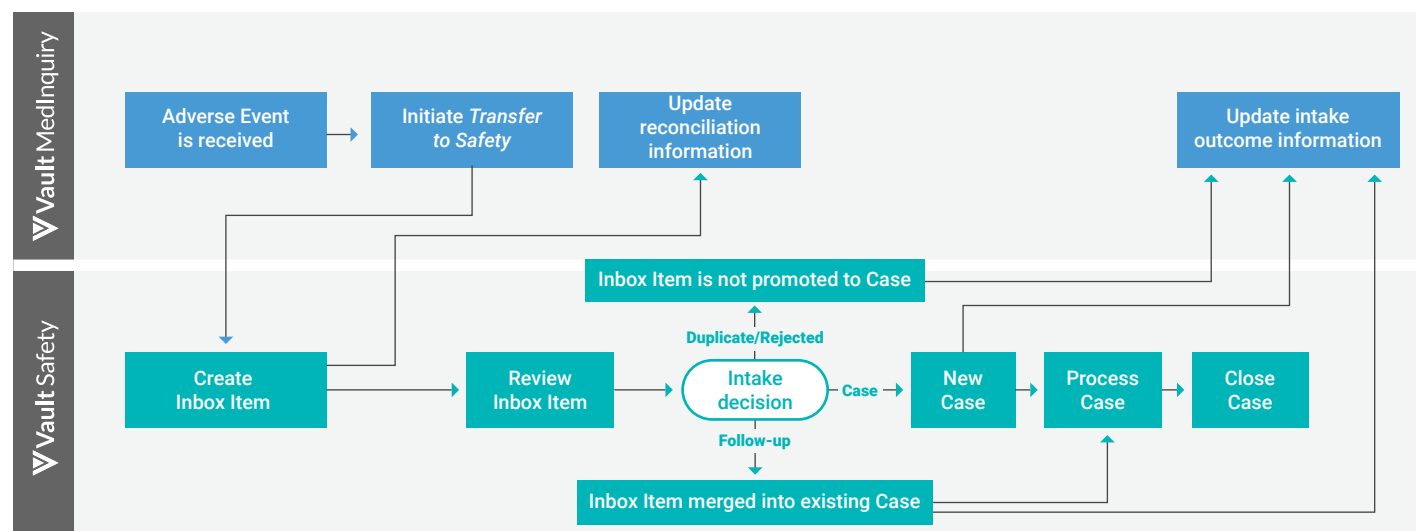 Vault MedInquiry
Adverse Event
is received
Initiate Transfer
to Safety
Update
reconciliation
information
Update intake
outcome information
Vault Safety
Inbox Item is not promoted to Case
Duplicate/Rejected
Create
Inbox Item
Review
Inbox Item
Intake
decision
Case
New
Case
Process
Case
Close
Case
Follow-up
Inbox Item merged into existing Case